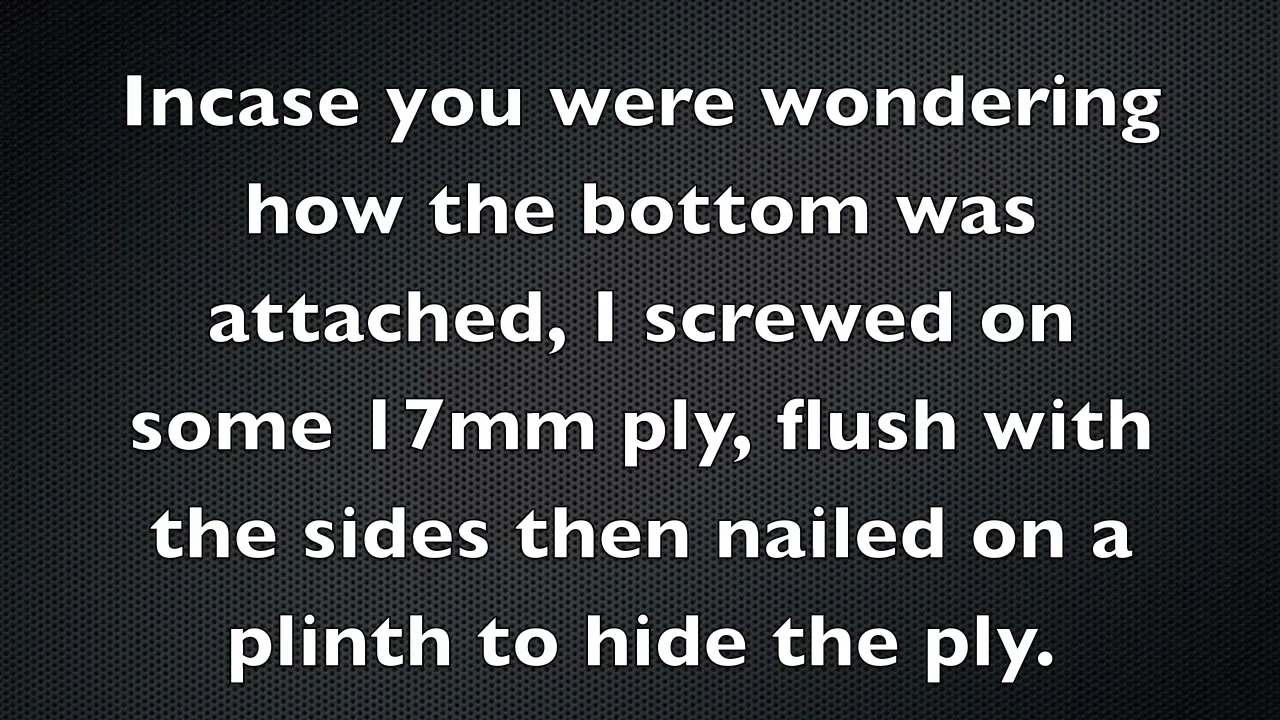 Incase you were wondering
how the bottom was
attached, I screwed on
some 17mm ply, flush with
the sides then nailed on a
plinth to hide the ply.